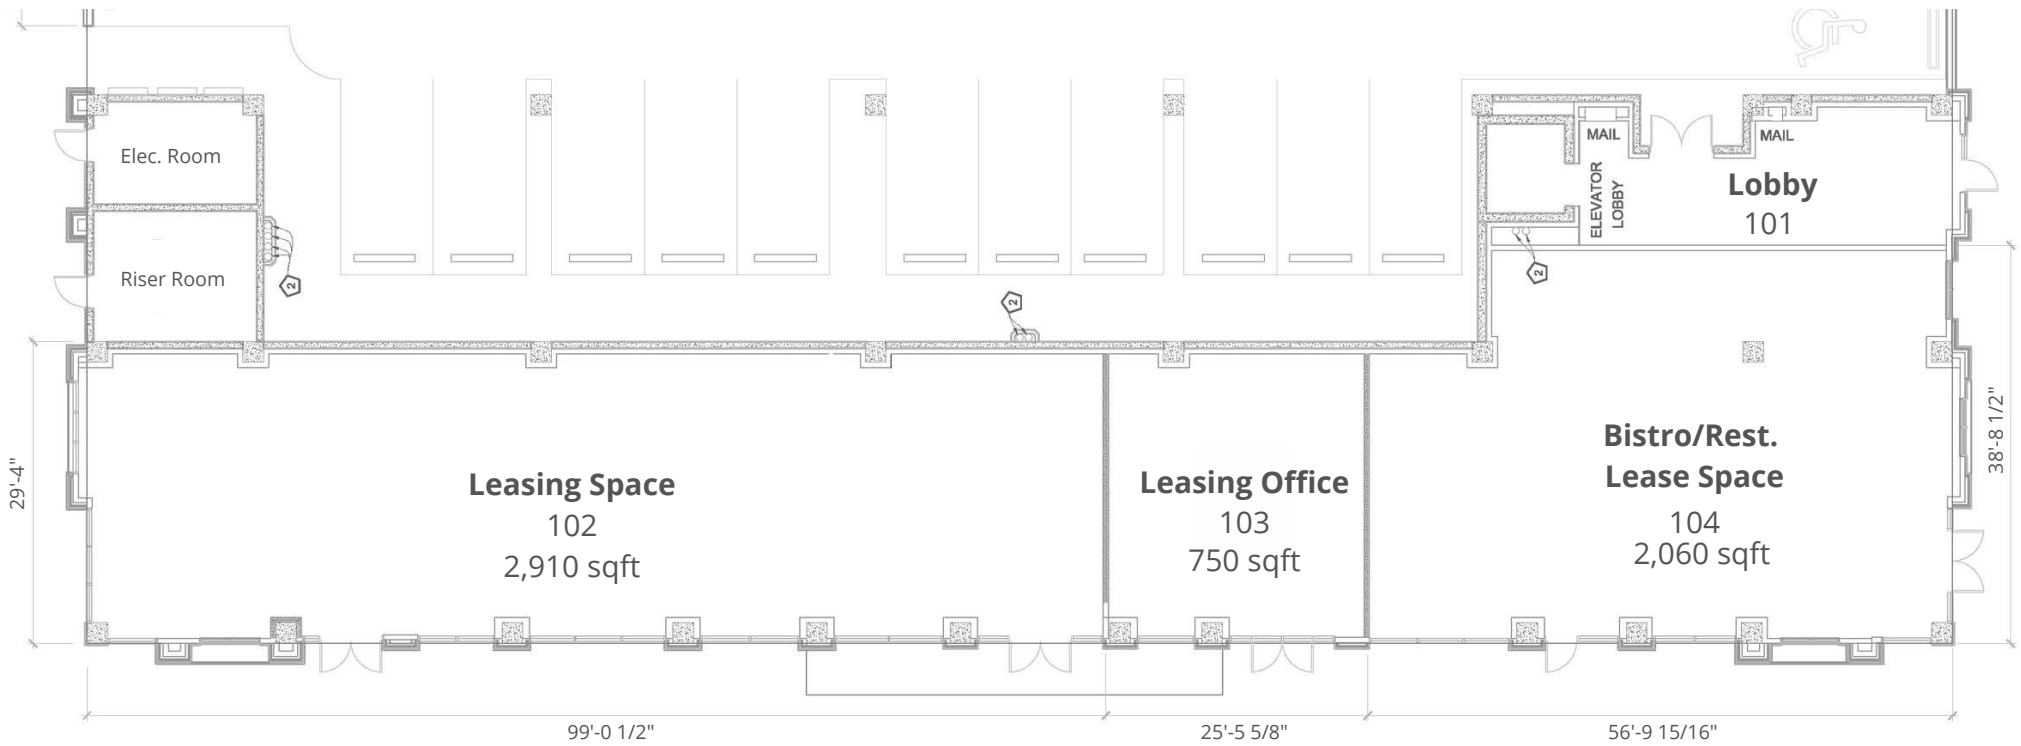 Elec. Room
Riser Room
2
2
2
MAIL
MAIL
ELEVATOR
LOBBY
Lobby
101
Leasing Space
102
2,910 sqft
Leasing Office
103
750 sqft
Bistro/Rest.
Lease Space
104
2,060 sqft
29'-4"
38'-8 1/2"
99'-0 1/2"
25'-5 5/8"
56'-9 15/16"